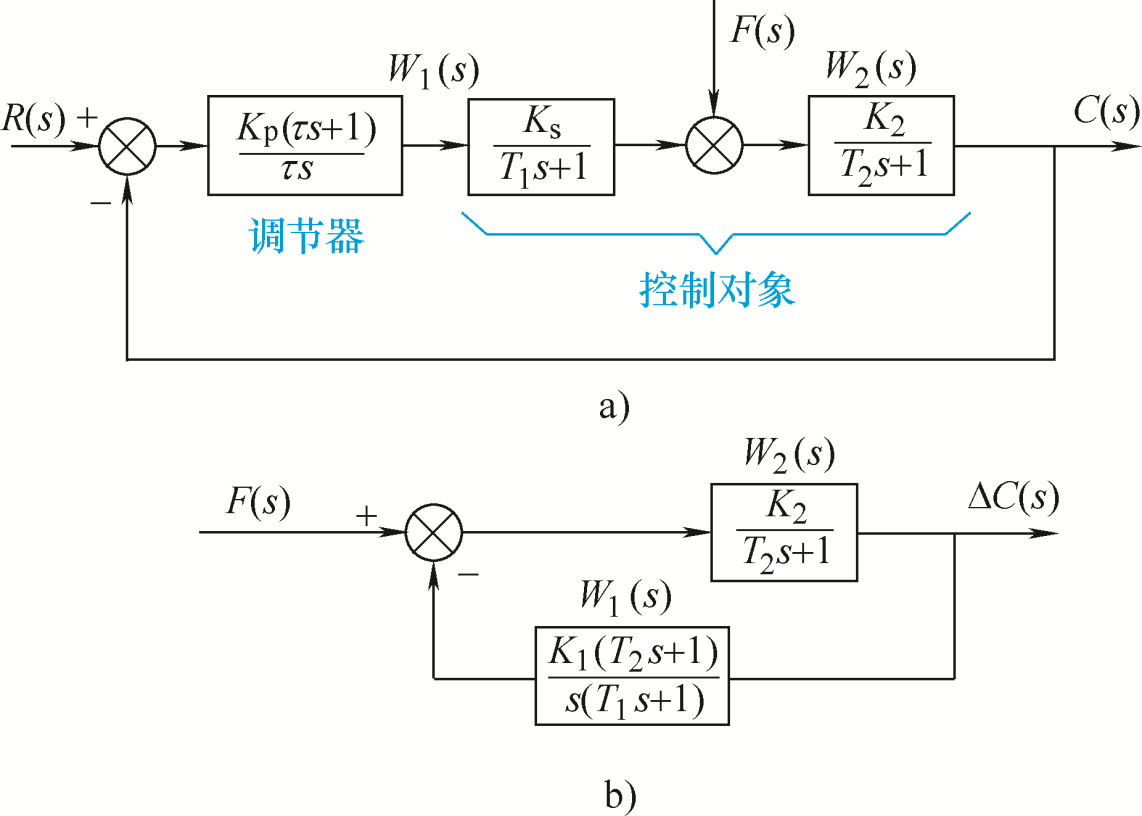 F(s)
W₁(s) W₂(s)
R(s) + Kₚ(τs+1)/τs Kₛ/(T₁s+1) K₂/(T₂s+1) C(s)
−
调节器
控制对象
a)
W₂(s)
F(s) + K₂/(T₂s+1) ΔC(s)
−
W₁(s)
K₁(T₂s+1)/s(T₁s+1)
b)